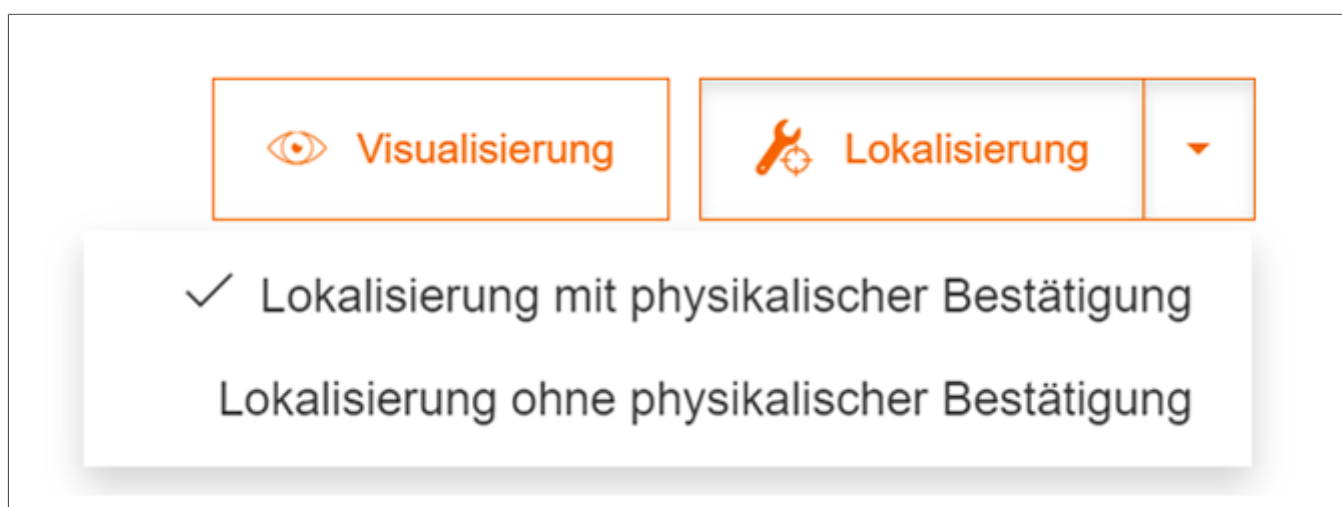 Visualisierung Lokalisierung
Lokalisierung mit physikalischer Bestätigung
Lokalisierung ohne physikalischer Bestätigung